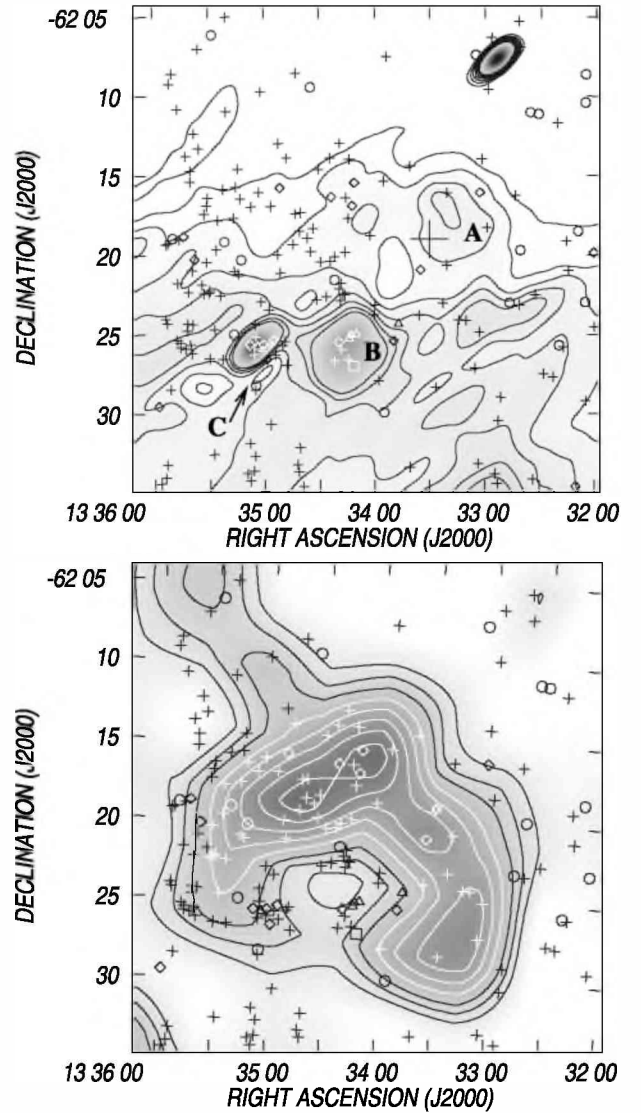 -62 05
10
15
20
25
30
DECLINATION (J2000)
A
B
C
13 36 00
35 00
34 00
33 00
32 00
RIGHT ASCENSION (J2000)
-62 05
10
15
20
25
30
DECLINATION (J2000)
13 36 00
35 00
34 00
33 00
32 00
RIGHT ASCENSION (J2000)